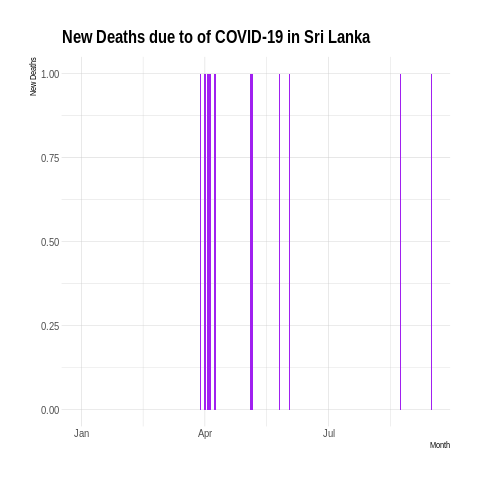 New Deaths due to of COVID-19 in Sri Lanka
New Deaths
1.00
0.75
0.50
0.25
0.00
Jan Apr Jul
Month